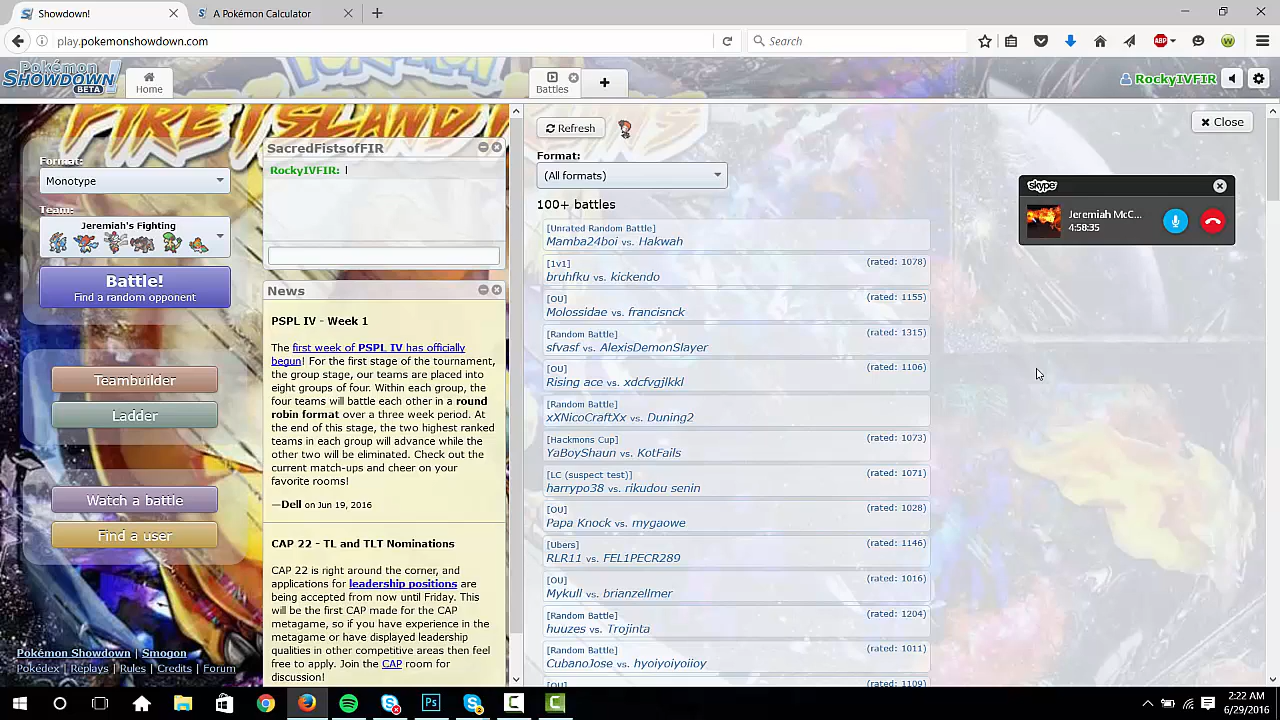 Showdown!
A Pokémon Calculator
play.pokemonshowdown.com
Search
ABP
Pokémon
SHOWDOWN!
BETA
Home
Battles
RockyIVFIR
FIRE ISLAND
Format:
Monotype
Team:
Jeremiah's Fighting
Battle!
Find a random opponent
Teambuilder
Ladder
Watch a battle
Find a user
Pokémon Showdown | Smogon
Pokédex | Replays | Rules | Credits | Forum
SacredFistsofFIR
RockyIVFIR:
News
PSPL IV - Week 1
The first week of PSPL IV has officially
begun! For the first stage of the tournament,
the group stage, our teams are placed into
eight groups of four. Within each group, the
four teams will battle each other in a round
robin format over a three week period. At
the end of this stage, the two highest ranked
teams in each group will advance while the
other two will be eliminated. Check out the
current match-ups and cheer on your
favorite rooms!
—Dell on Jun 19, 2016
CAP 22 - TL and TLT Nominations
CAP 22 is right around the corner, and
applications for leadership positions are
being accepted from now until Friday. This
will be the first CAP made for the CAP
metagame, so if you have experience in the
metagame or have displayed leadership
qualities in other competitive areas then feel
free to apply. Join the CAP room for
discussion!
Refresh
Close
Format:
(All formats)
100+ battles
[Unrated Random Battle]
Mamba24boi vs. Hakwah
[1v1] (rated: 1078)
bruhfku vs. kickendo
[OU] (rated: 1155)
Molossidae vs. francisnck
[Random Battle] (rated: 1315)
sfvasf vs. AlexisDemonSlayer
[OU] (rated: 1106)
Rising ace vs. xdcfvgjlkkl
[Random Battle]
xXNicoCraftXx vs. Duning2
[Hackmons Cup] (rated: 1073)
YaBoyShaun vs. KotFails
[LC (suspect test)] (rated: 1071)
harrypo38 vs. rikudou senin
[OU] (rated: 1028)
Papa Knock vs. mygaowe
[Ubers] (rated: 1146)
RLR11 vs. FEL1PECR289
[OU] (rated: 1016)
Mykull vs. brianzellmer
[Random Battle] (rated: 1204)
huuzes vs. Trojinta
[Random Battle] (rated: 1011)
CubanoJose vs. hyoiyoiyoiioy
[OU] (rated: 1109)
skype
Jeremiah McC...
4:58:35
2:22 AM
6/29/2016